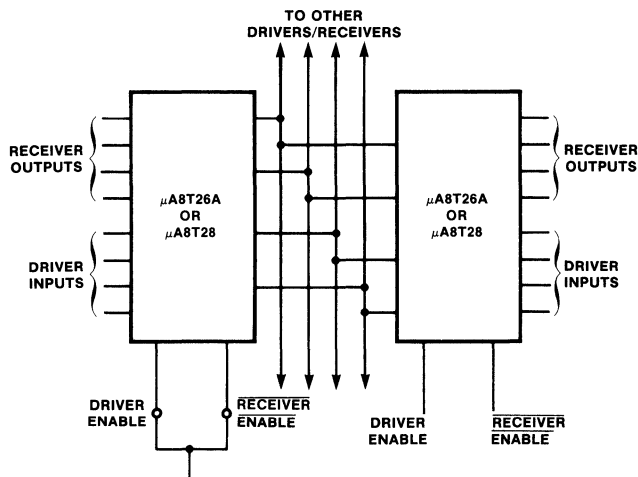 TO OTHER
DRIVERS/RECEIVERS
RECEIVER
OUTPUTS
μA8T26A
OR
μA8T28
DRIVER
INPUTS
μA8T26A
OR
μA8T28
RECEIVER
OUTPUTS
DRIVER
INPUTS
DRIVER
ENABLE
RECEIVER
ENABLE
DRIVER
ENABLE
RECEIVER
ENABLE